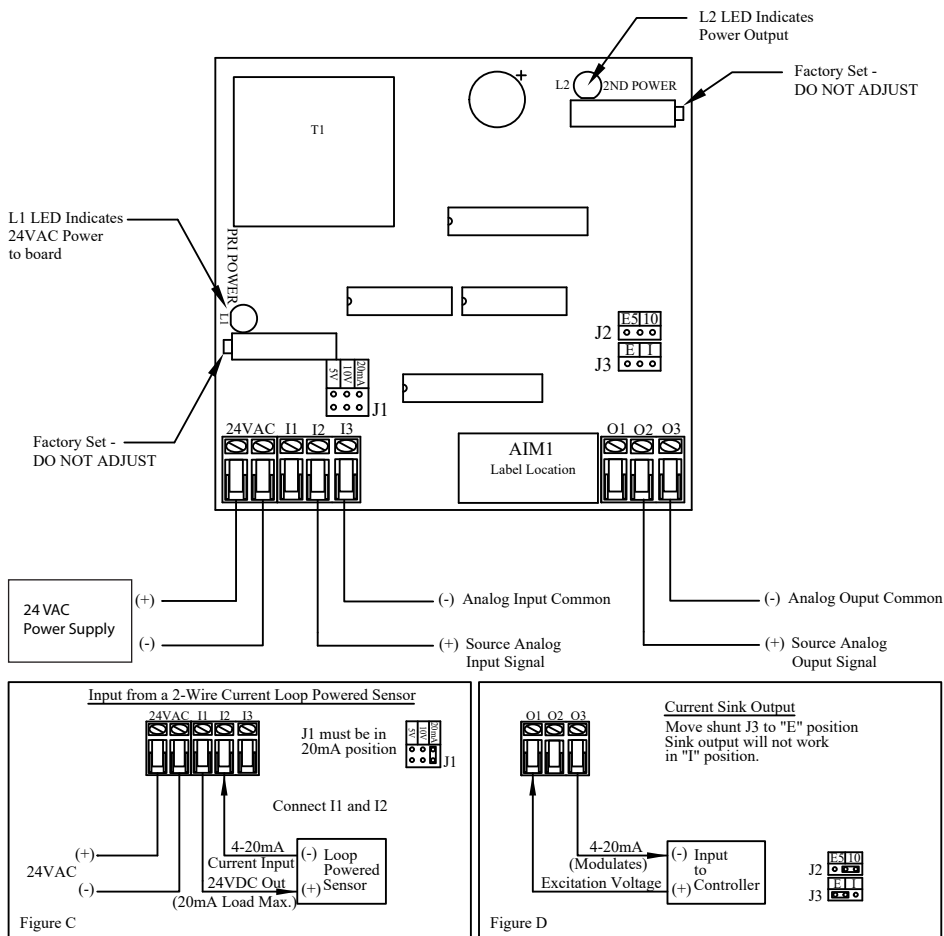 L2 LED Indicates
Power Output
Factory Set -
DO NOT ADJUST
L2
2ND POWER
+
T1
L1 LED Indicates
24VAC Power
to board
PRI POWER
L1
E5 10
J2
E I
J3
5V 10V 20mA
J1
Factory Set -
DO NOT ADJUST
24VAC I1 I2 I3
AIM1
Label Location
O1 O2 O3
24 VAC
Power Supply
(+)
(-)
(-) Analog Input Common
(+) Source Analog
Input Signal
(-) Analog Ouput Common
(+) Source Analog
Ouput Signal
Input from a 2-Wire Current Loop Powered Sensor
24VAC I1 I2 I3
J1 must be in
20mA position
5V 10V 20mA
J1
Connect I1 and I2
(+)
24VAC
(-)
4-20mA
Current Input
24VDC Out
(20mA Load Max.)
(-) Loop
Powered
Sensor
(+)
Figure C
O1 O2 O3
Current Sink Output
Move shunt J3 to "E" position
Sink output will not work
in "I" position.
4-20mA
(Modulates)
Excitation Voltage
(-) Input
to
(+) Controller
E5 10
J2
E I
J3
Figure D